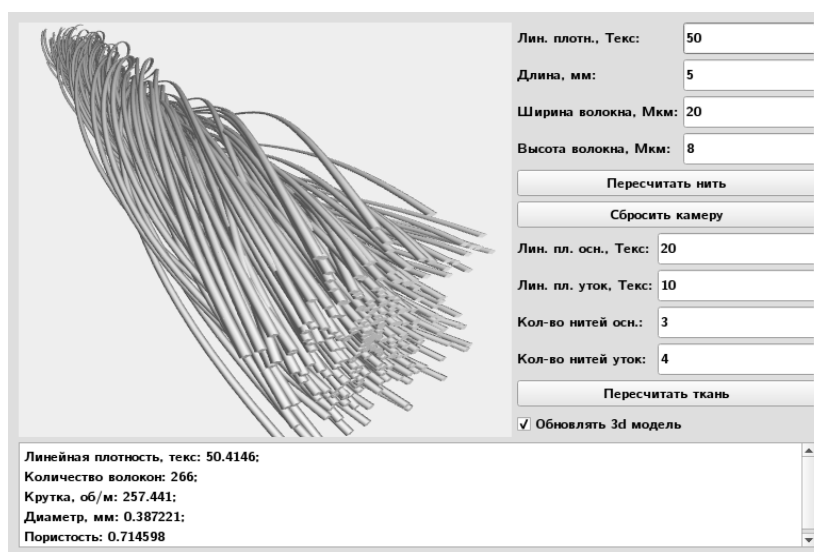 Лин. плотн., Текс: 50
Длина, мм: 5
Ширина волокна, Мкм: 20
Высота волокна, Мкм: 8
Пересчитать нить
Сбросить камеру
Лин. пл. осн., Текс: 20
Лин. пл. уток, Текс: 10
Кол-во нитей осн.: 3
Кол-во нитей уток: 4
Пересчитать ткань
Обновлять 3d модель
Линейная плотность, текс: 50.4146;
Количество волокон: 266;
Крутка, об/м: 257.441;
Диаметр, мм: 0.387221;
Пористость: 0.714598